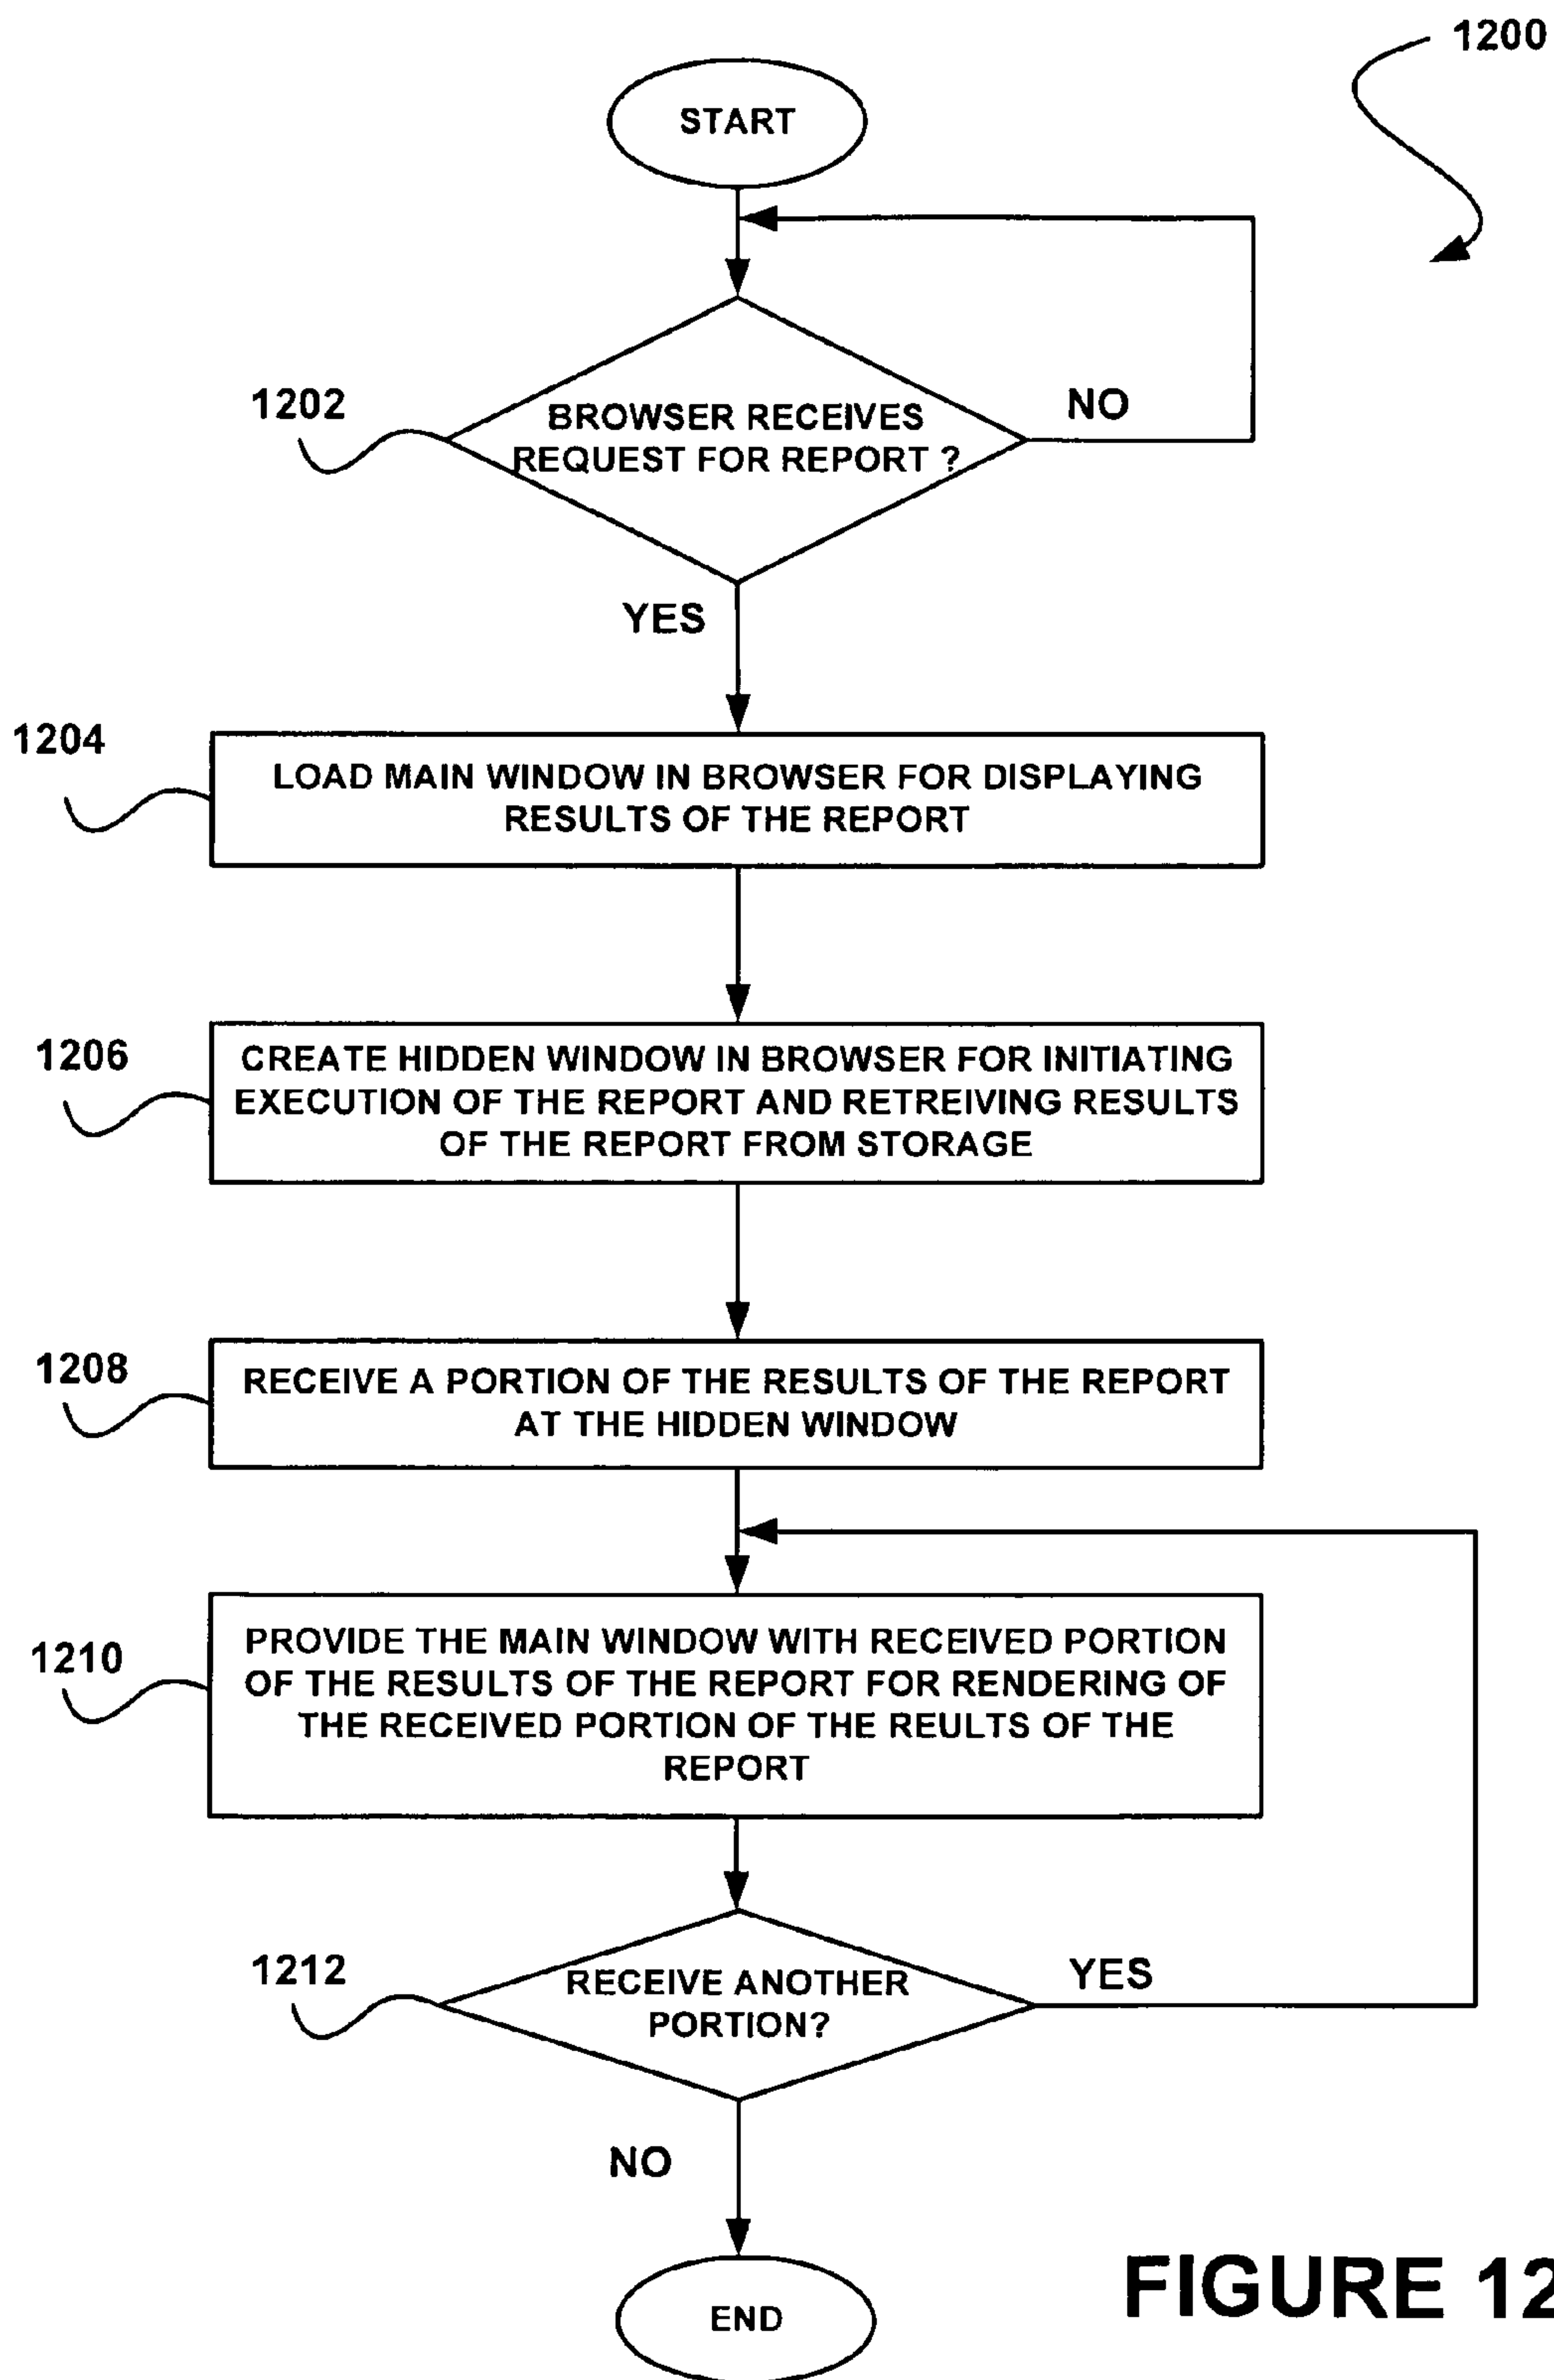 1200
START
1202
BROWSER RECEIVES
REQUEST FOR REPORT ?
NO
YES
1204
LOAD MAIN WINDOW IN BROWSER FOR DISPLAYING
RESULTS OF THE REPORT
1206
CREATE HIDDEN WINDOW IN BROWSER FOR INITIATING
EXECUTION OF THE REPORT AND RETREIVING RESULTS
OF THE REPORT FROM STORAGE
1208
RECEIVE A PORTION OF THE RESULTS OF THE REPORT
AT THE HIDDEN WINDOW
1210
PROVIDE THE MAIN WINDOW WITH RECEIVED PORTION
OF THE RESULTS OF THE REPORT FOR RENDERING OF
THE RECEIVED PORTION OF THE REULTS OF THE
REPORT
1212
RECEIVE ANOTHER
PORTION?
YES
NO
END
FIGURE 12